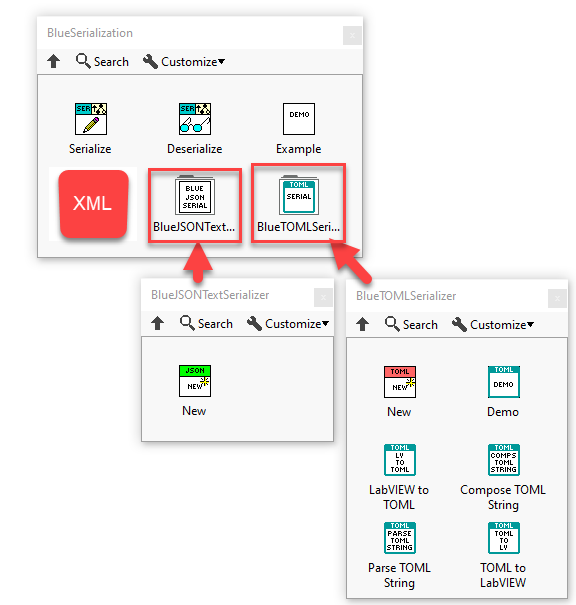 BlueSerialization
x
Search
Customize▾
SER
SER
DEMO
Serialize
Deserialize
Example
XML
BLUE
JSON
SERIAL
TOML
SERIAL
BlueJSONText...
BlueTOMLSeri...
BlueJSONTextSerializer
x
Search
Customize▾
JSON
NEW
New
BlueTOMLSerializer
x
Search
Customize▾
TOML
NEW
TOML
DEMO
New
Demo
TOML
LV
TO
TOML
TOML
COMPS
TOML
STRING
LabVIEW to
TOML
Compose TOML
String
TOML
PARSE
TOML
STRING
TOML
TOML
TO
LV
Parse TOML
String
TOML to
LabVIEW